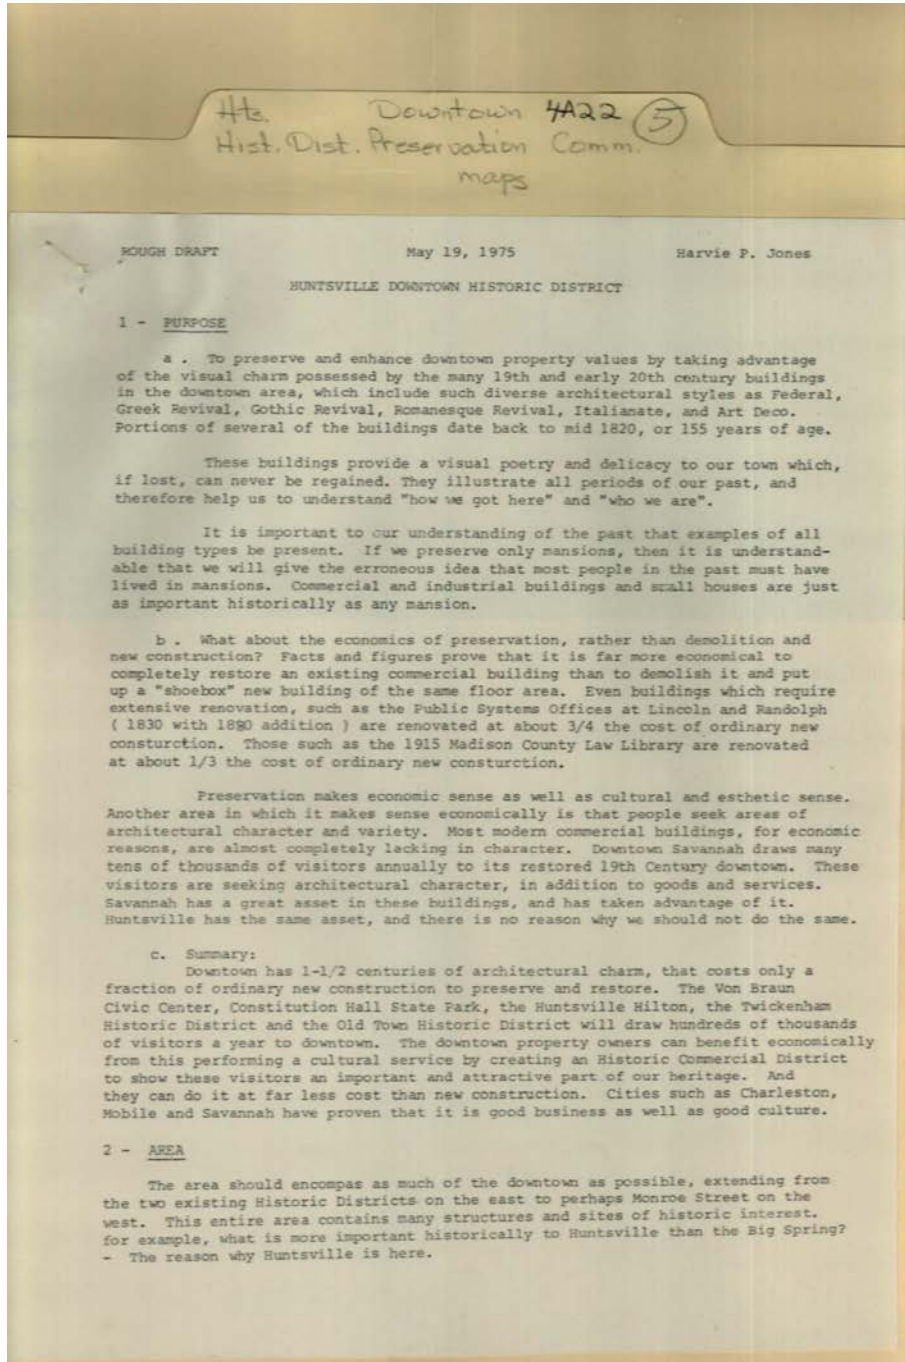 Hts. Downtown 4A22 5
Hist. Dist. Preservation Comm.
maps
ROUGH DRAFT May 19, 1975 Harvie P. Jones
HUNTSVILLE DOWNTOWN HISTORIC DISTRICT
1 - PURPOSE
a . To preserve and enhance downtown property values by taking advantage
of the visual charm possessed by the many 19th and early 20th century buildings
in the downtown area, which include such diverse architectural styles as Federal,
Greek Revival, Gothic Revival, Romanesque Revival, Italianate, and Art Deco.
Portions of several of the buildings date back to mid 1820, or 155 years of age.
These buildings provide a visual poetry and delicacy to our town which,
if lost, can never be regained. They illustrate all periods of our past, and
therefore help us to understand "how we got here" and "who we are".
It is important to our understanding of the past that examples of all
building types be present. If we preserve only mansions, then it is understand-
able that we will give the erroneous idea that most people in the past must have
lived in mansions. Commercial and industrial buildings and small houses are just
as important historically as any mansion.
b . What about the economics of preservation, rather than demolition and
new construction? Facts and figures prove that it is far more economical to
completely restore an existing commercial building than to demolish it and put
up a "shoebox" new building of the same floor area. Even buildings which require
extensive renovation, such as the Public Systems Offices at Lincoln and Randolph
( 1830 with 1880 addition ) are renovated at about 3/4 the cost of ordinary new
consturction. Those such as the 1915 Madison County Law Library are renovated
at about 1/3 the cost of ordinary new consturction.
Preservation makes economic sense as well as cultural and esthetic sense.
Another area in which it makes sense economically is that people seek areas of
architectural character and variety. Most modern commercial buildings, for economic
reasons, are almost completely lacking in character. Downtown Savannah draws many
tens of thousands of visitors annually to its restored 19th Century downtown. These
visitors are seeking architectural character, in addition to goods and services.
Savannah has a great asset in these buildings, and has taken advantage of it.
Huntsville has the same asset, and there is no reason why we should not do the same.
c. Summary:
Downtown has 1-1/2 centuries of architectural charm, that costs only a
fraction of ordinary new construction to preserve and restore. The Von Braun
Civic Center, Constitution Hall State Park, the Huntsville Hilton, the Twickenham
Historic District and the Old Town Historic District will draw hundreds of thousands
of visitors a year to downtown. The downtown property owners can benefit economically
from this performing a cultural service by creating an Historic Commercial District
to show these visitors an important and attractive part of our heritage. And
they can do it at far less cost than new construction. Cities such as Charleston,
Mobile and Savannah have proven that it is good business as well as good culture.
2 - AREA
The area should encompas as much of the downtown as possible, extending from
the two existing Historic Districts on the east to perhaps Monroe Street on the
west. This entire area contains many structures and sites of historic interest.
for example, what is more important historically to Huntsville than the Big Spring?
- The reason why Huntsville is here.